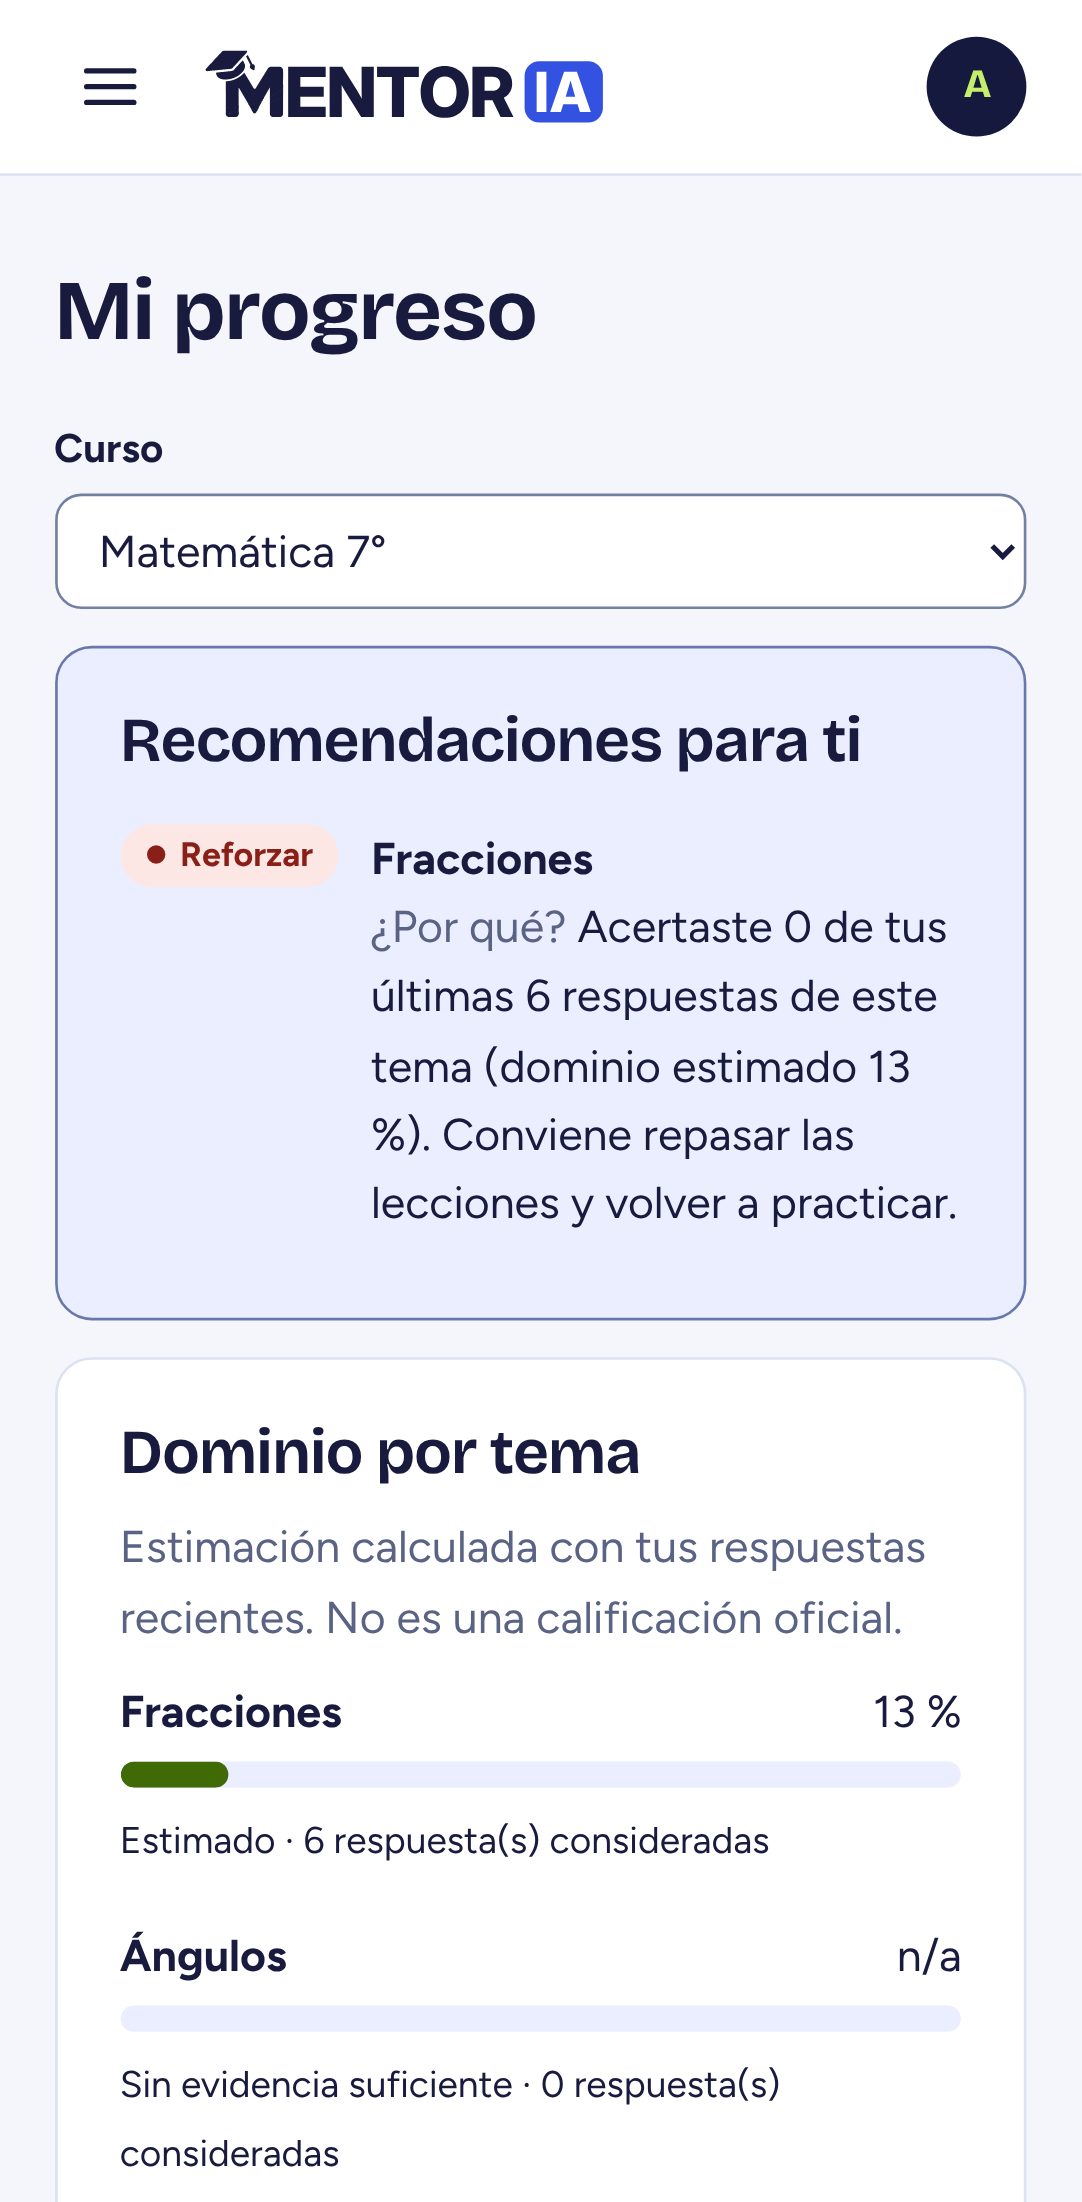 MENTOR IA
A
Mi progreso
Curso
Matemática 7°
Recomendaciones para ti
Reforzar
Fracciones
¿Por qué? Acertaste 0 de tus
últimas 6 respuestas de este
tema (dominio estimado 13
%). Conviene repasar las
lecciones y volver a practicar.
Dominio por tema
Estimación calculada con tus respuestas
recientes. No es una calificación oficial.
Fracciones 13 %
Estimado · 6 respuesta(s) consideradas
Ángulos n/a
Sin evidencia suficiente · 0 respuesta(s)
consideradas